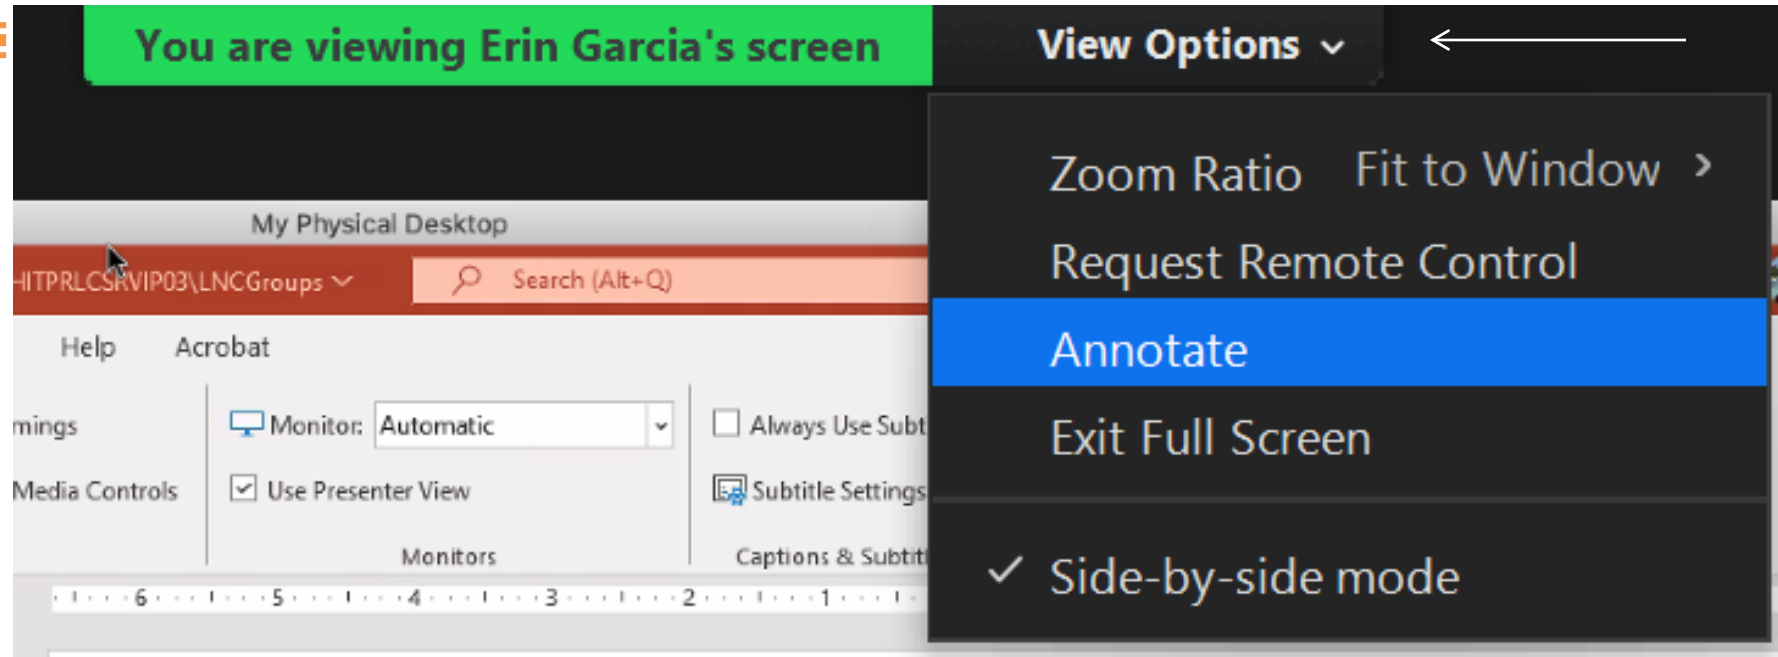 You are viewing Erin Garcia's screen
View Options
Zoom Ratio Fit to Window
Request Remote Control
Annotate
Exit Full Screen
Side-by-side mode
My Physical Desktop
HITPRLCSRVIP03\LNCGroups
Search (Alt+Q)
Help Acrobat
mings
Monitor: Automatic
Always Use Subt
Media Controls
Use Presenter View
Subtitle Settings
Monitors
Captions & Subtit
6 5 4 3 2 1